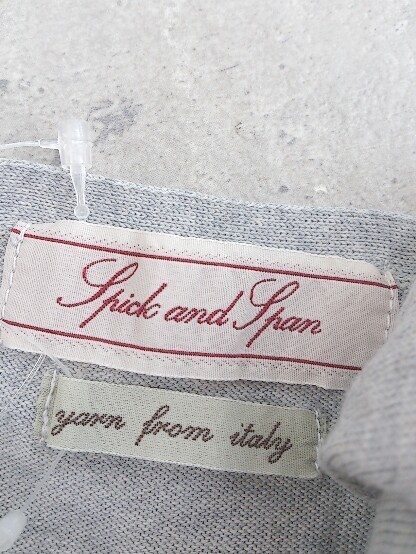 Spick and Span
yarn from italy